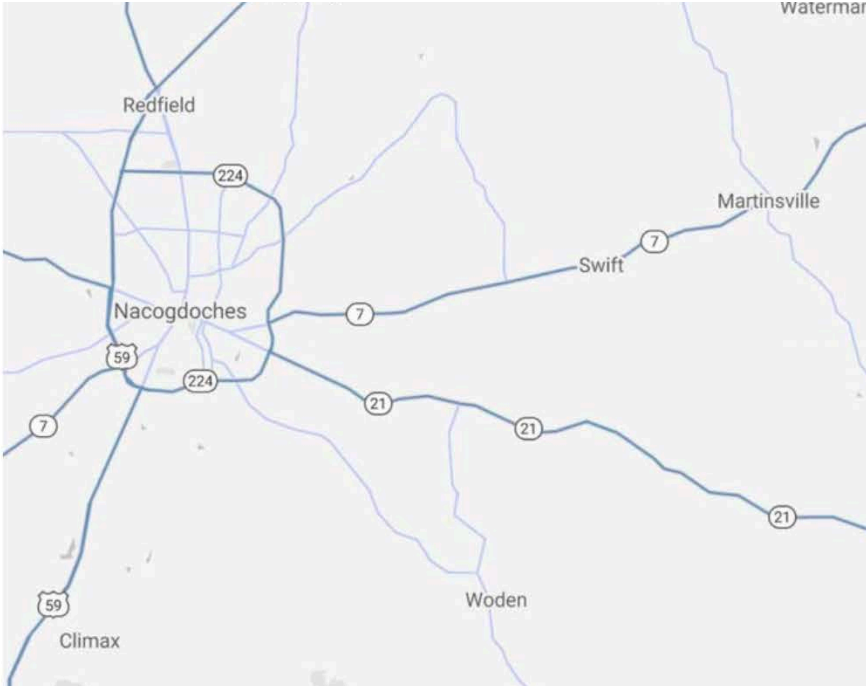 Waterman
Redfield
224
Martinsville
7
Swift
Nacogdoches
7
59
224
21
7
21
21
59
Woden
Climax